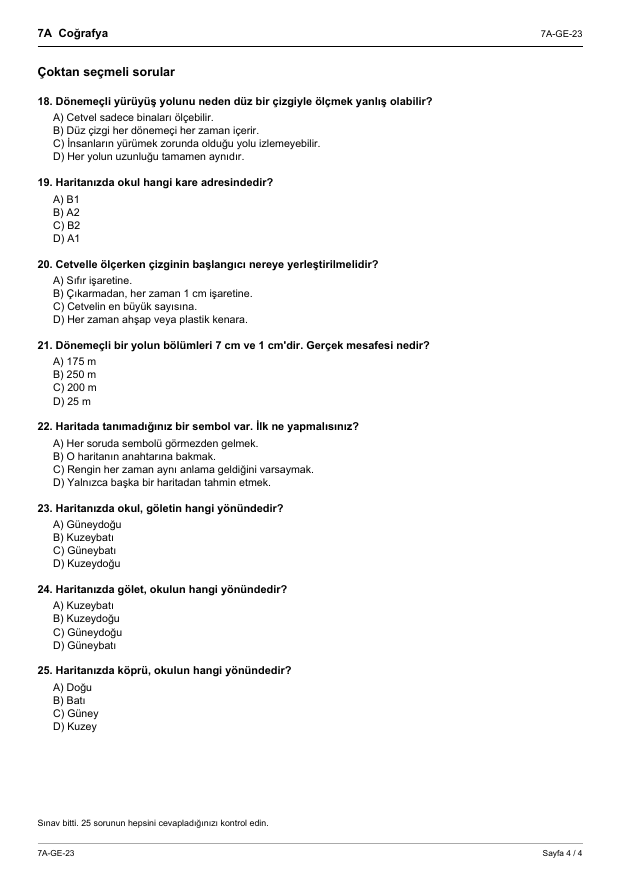 7A Coğrafya
7A-GE-23
Çoktan seçmeli sorular
18. Dönemeçli yürüyüş yolunu neden düz bir çizgiyle ölçmek yanlış olabilir?
A) Cetvel sadece binaları ölçebilir.
B) Düz çizgi her dönemeçi her zaman içerir.
C) İnsanların yürümek zorunda olduğu yolu izlemeyebilir.
D) Her yolun uzunluğu tamamen aynıdır.
19. Haritanızda okul hangi kare adresindedir?
A) B1
B) A2
C) B2
D) A1
20. Cetvelle ölçerken çizginin başlangıcı nereye yerleştirilmelidir?
A) Sıfır işaretine.
B) Çıkarmadan, her zaman 1 cm işaretine.
C) Cetvelin en büyük sayısına.
D) Her zaman ahşap veya plastik kenara.
21. Dönemeçli bir yolun bölümleri 7 cm ve 1 cm'dir. Gerçek mesafesi nedir?
A) 175 m
B) 250 m
C) 200 m
D) 25 m
22. Haritada tanımadığınız bir sembol var. İlk ne yapmalısınız?
A) Her soruda sembolü görmezden gelmek.
B) O haritanın anahtarına bakmak.
C) Rengin her zaman aynı anlama geldiğini varsaymak.
D) Yalnızca başka bir haritadan tahmin etmek.
23. Haritanızda okul, göletin hangi yönündedir?
A) Güneydoğu
B) Kuzeybatı
C) Güneybatı
D) Kuzeydoğu
24. Haritanızda gölet, okulun hangi yönündedir?
A) Kuzeybatı
B) Kuzeydoğu
C) Güneydoğu
D) Güneybatı
25. Haritanızda köprü, okulun hangi yönündedir?
A) Doğu
B) Batı
C) Güney
D) Kuzey
Sınav bitti. 25 sorunun hepsini cevapladığınızı kontrol edin.
7A-GE-23
Sayfa 4 / 4